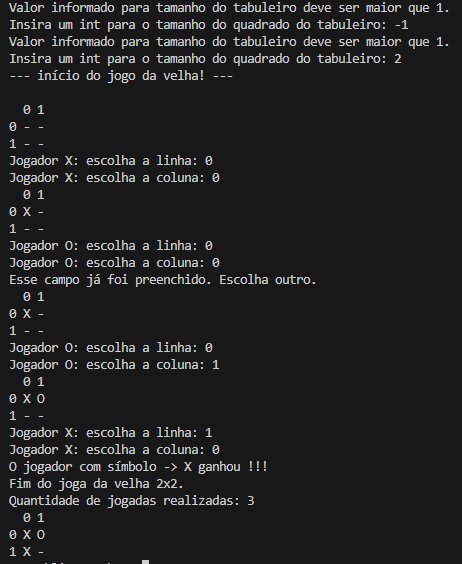 Valor informado para tamanho do tabuleiro deve ser maior que 1.
Insira um int para o tamanho do quadrado do tabuleiro: -1
Valor informado para tamanho do tabuleiro deve ser maior que 1.
Insira um int para o tamanho do quadrado do tabuleiro: 2
--- início do jogo da velha! ---
  0 1
0 - -
1 - -
Jogador X: escolha a linha: 0
Jogador X: escolha a coluna: 0
  0 1
0 X -
1 - -
Jogador O: escolha a linha: 0
Jogador O: escolha a coluna: 0
Esse campo já foi preenchido. Escolha outro.
  0 1
0 X -
1 - -
Jogador O: escolha a linha: 0
Jogador O: escolha a coluna: 1
  0 1
0 X O
1 - -
Jogador X: escolha a linha: 1
Jogador X: escolha a coluna: 0
O jogador com símbolo -> X ganhou !!!
Fim do joga da velha 2x2.
Quantidade de jogadas realizadas: 3
  0 1
0 X O
1 X -